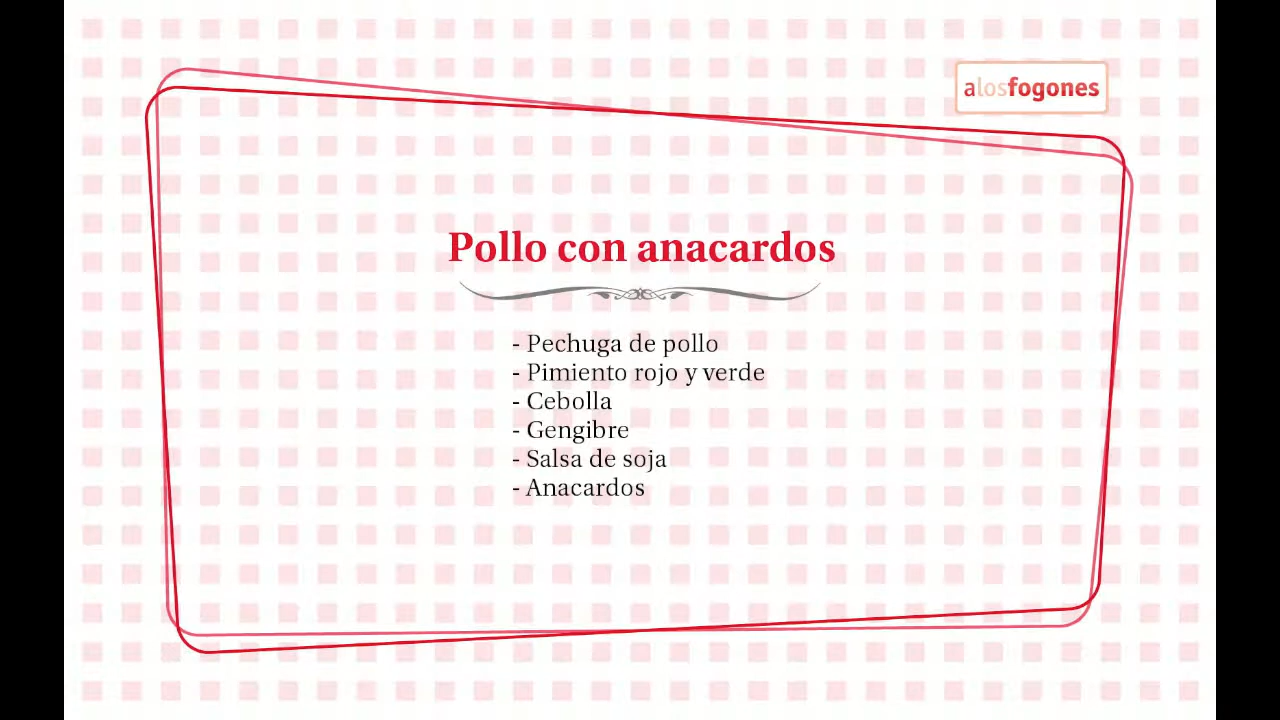 alosfogones
Pollo con anacardos
- Pechuga de pollo
- Pimiento rojo y verde
- Cebolla
- Gengibre
- Salsa de soja
- Anacardos